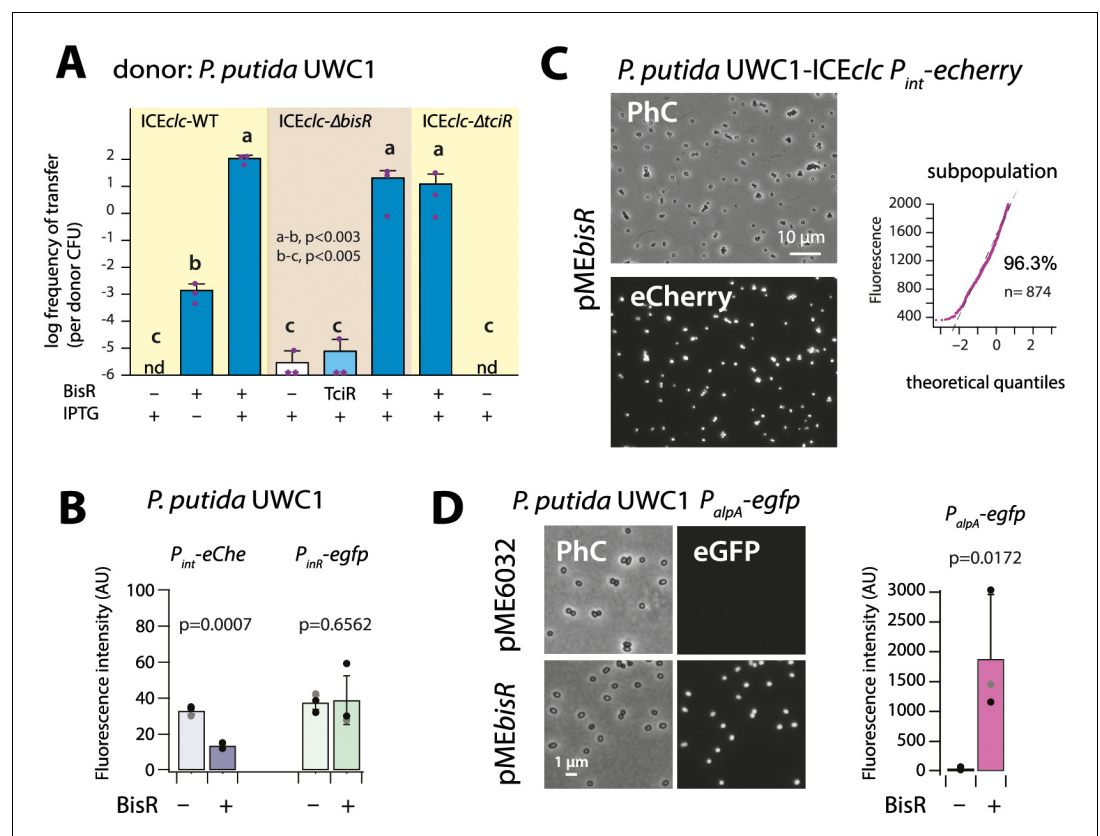 A donor: P. putida UWC1
ICEclc-WT ICEclc-ΔbisR ICEclc-ΔtciR
log frequency of transfer
(per donor CFU)
2
1
0
-1
-2
-3
-4
-5
-6
c b a c c a a c
nd nd
a-b, p<0.003
b-c, p<0.005
BisR − + + − TciR + + −
IPTG + − + + + + + +
B P. putida UWC1
Pint-eChe PinR-egfp
p=0.0007 p=0.6562
Fluorescence intensity (AU)
100
80
60
40
20
0
BisR − + − +
C P. putida UWC1-ICEclc Pint-echerry
pMEbisR
PhC
10 μm
eCherry
subpopulation
Fluorescence
2000
1600
1200
800
400
96.3%
n= 874
−2 0 2
theoretical quantiles
D P. putida UWC1 PalpA-egfp
pME6032
PhC eGFP
pMEbisR
1 μm
PalpA-egfp
p=0.0172
Fluorescence intensity (AU)
3000
2500
2000
1500
1000
500
0
BisR − +